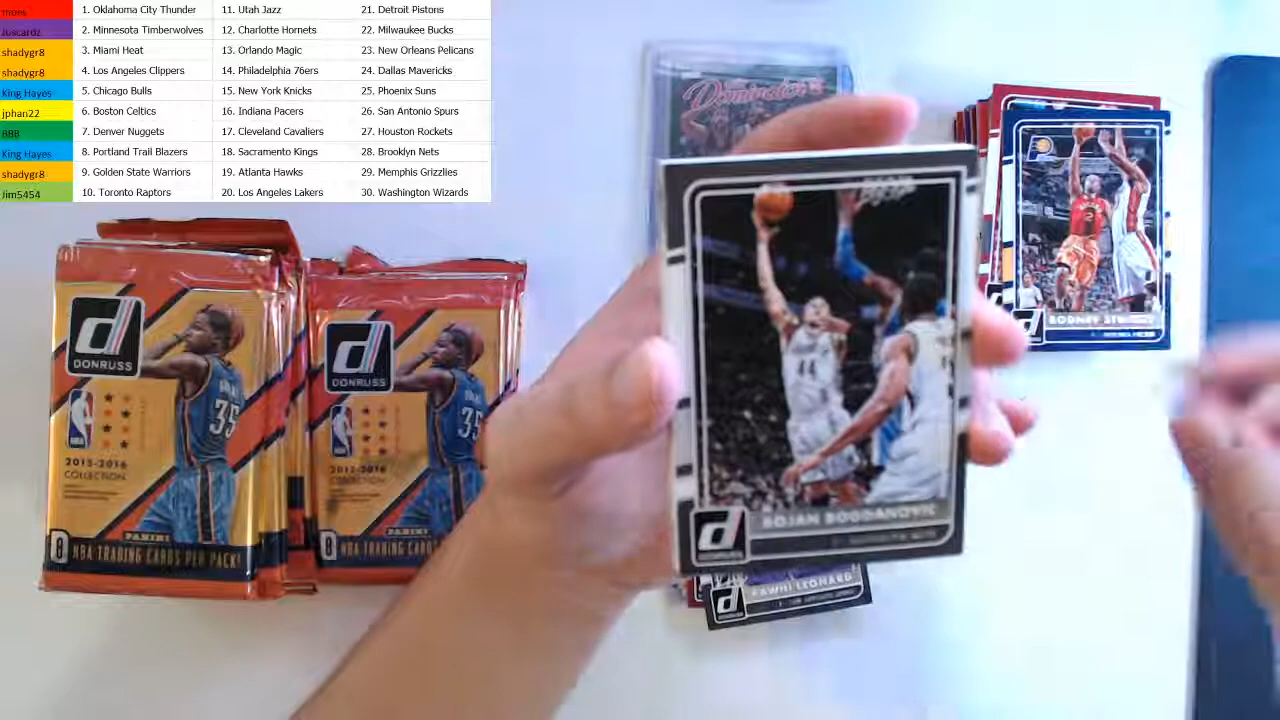 Juscardz
shadygr8
shadygr8
King Hayes
jphan22
BBB
King Hayes
shadygr8
Jim5454
1. Oklahoma City Thunder
2. Minnesota Timberwolves
3. Miami Heat
4. Los Angeles Clippers
5. Chicago Bulls
6. Boston Celtics
7. Denver Nuggets
8. Portland Trail Blazers
9. Golden State Warriors
10. Toronto Raptors
11. Utah Jazz
12. Charlotte Hornets
13. Orlando Magic
14. Philadelphia 76ers
15. New York Knicks
16. Indiana Pacers
17. Cleveland Cavaliers
18. Sacramento Kings
19. Atlanta Hawks
20. Los Angeles Lakers
21. Detroit Pistons
22. Milwaukee Bucks
23. New Orleans Pelicans
24. Dallas Mavericks
25. Phoenix Suns
26. San Antonio Spurs
27. Houston Rockets
28. Brooklyn Nets
29. Memphis Grizzlies
30. Washington Wizards
d
DONRUSS
NBA
35
2015-2016
COLLECTION
PANINI
8 NBA TRADING CARDS PER PACK!
d
DONRUSS
NBA
35
2015-2016
COLLECTION
PANINI
8 NBA TRADING CARDS
44
d
DONRUSS
BOJAN BOGDANOVIC
2
RODNEY
d
KAWHI LEONARD
d